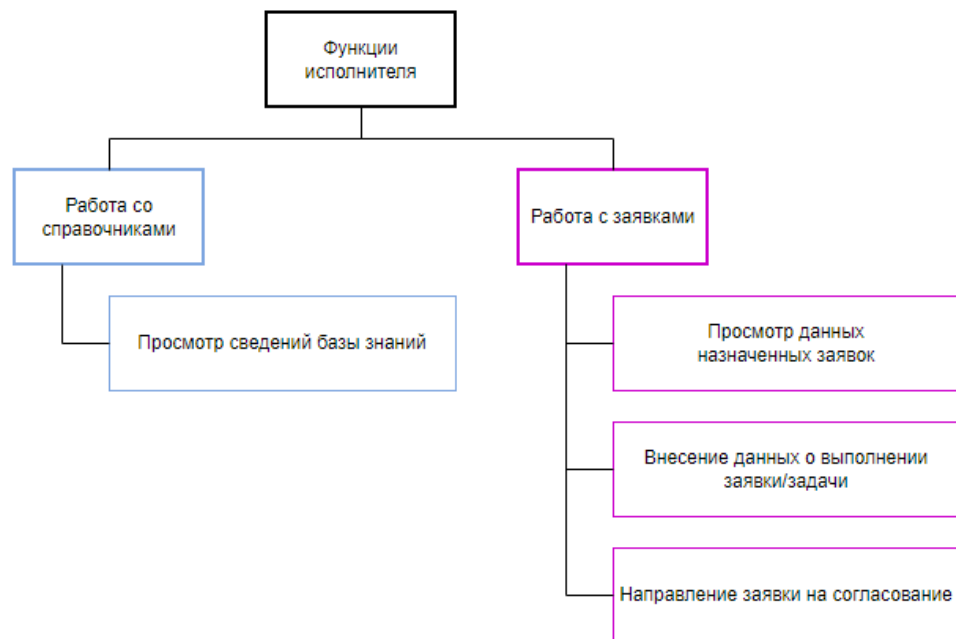 Функции
исполнителя
Работа со
справочниками
Работа с заявками
Просмотр сведений базы знаний
Просмотр данных
назначенных заявок
Внесение данных о выполнении
заявки/задачи
Направление заявки на согласование